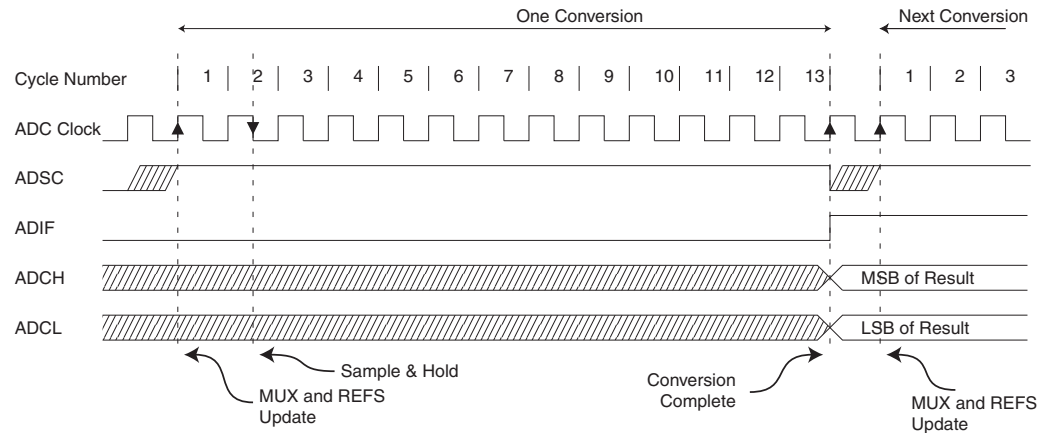 One Conversion
Next Conversion
Cycle Number 1 2 3 4 5 6 7 8 9 10 11 12 13 1 2 3
ADC Clock
ADSC
ADIF
ADCH
MSB of Result
ADCL
LSB of Result
Sample & Hold
MUX and REFS
Update
Conversion
Complete
MUX and REFS
Update